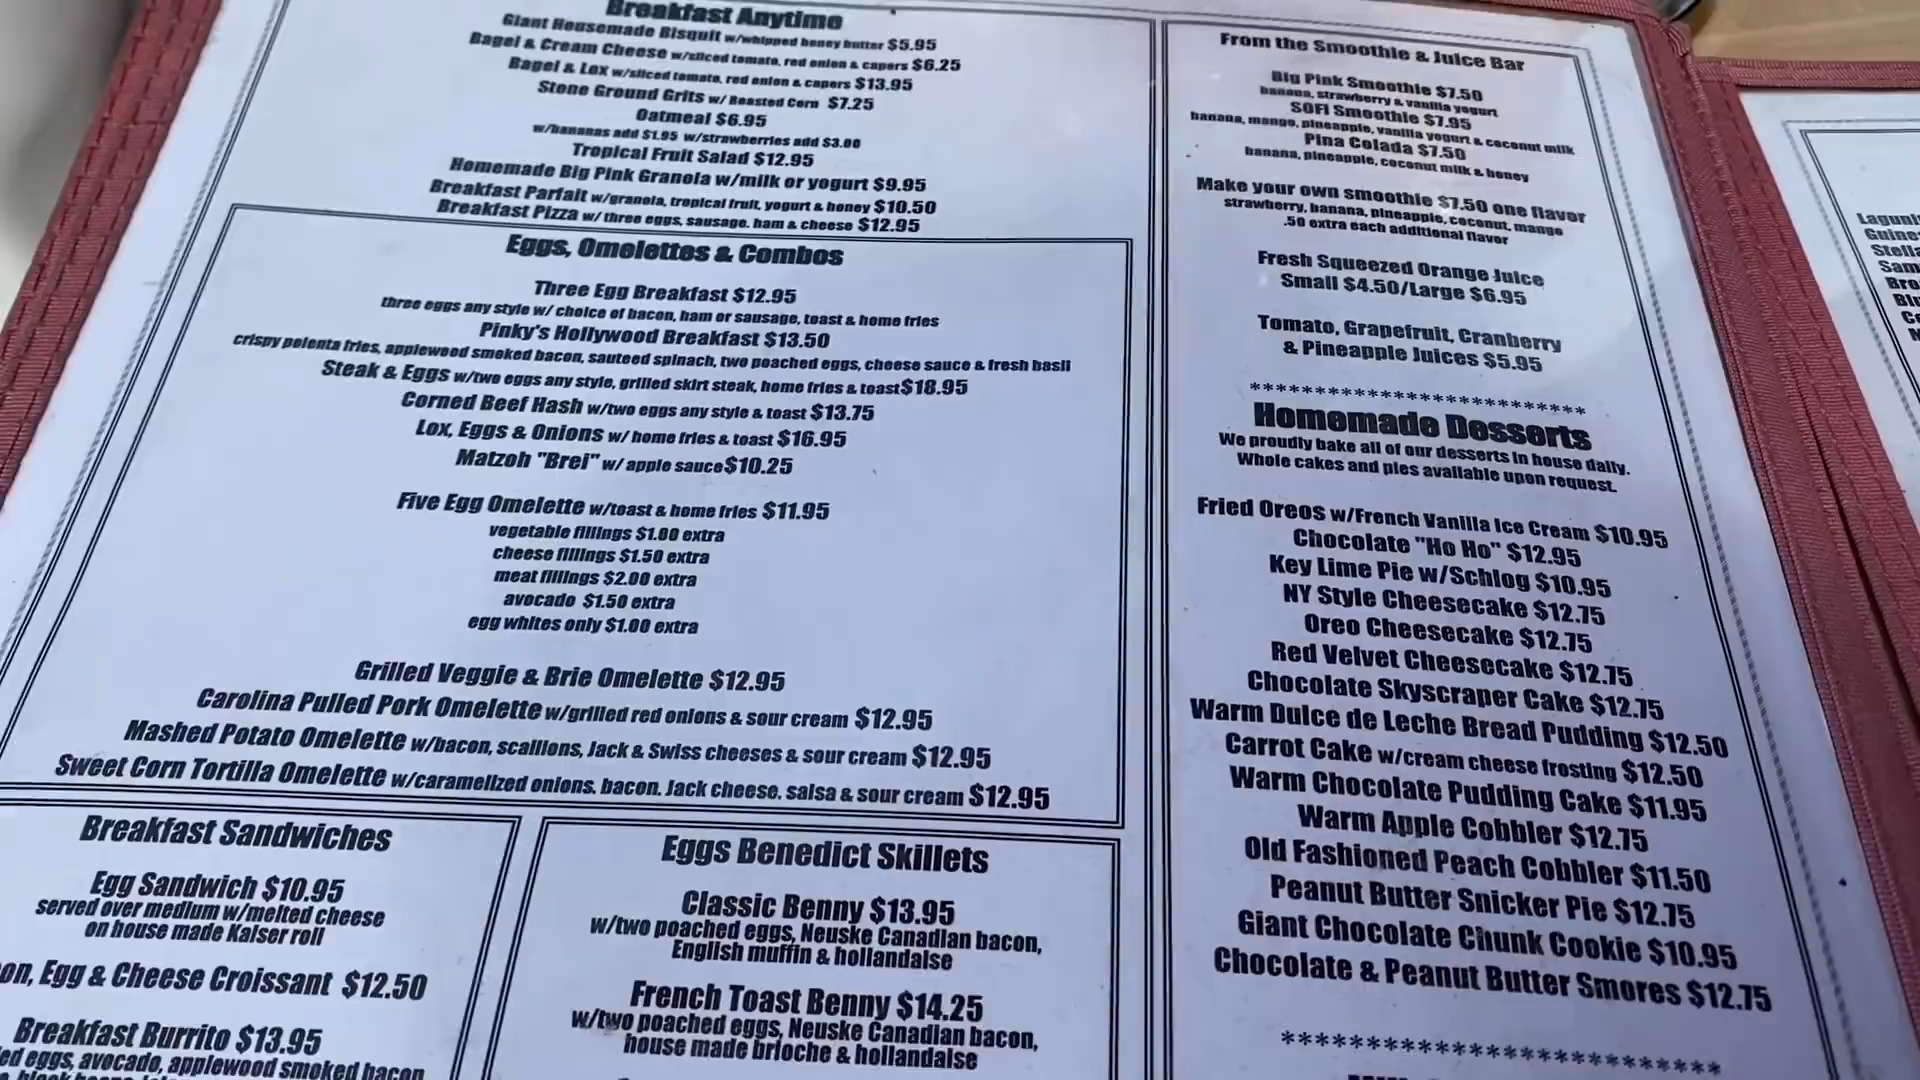 Breakfast Anytime
Giant Housemade Bisquit w/whipped honey butter $5.95
Bagel & Cream Cheese w/sliced tomato, red onion & capers $6.25
Bagel & Lox w/sliced tomato, red onion & capers $13.95
Stone Ground Grits w/ Roasted Corn $7.25
Oatmeal $6.95
w/bananas add $1.95 w/strawberries add $3.00
Tropical Fruit Salad $12.95
Homemade Big Pink Granola w/milk or yogurt $9.95
Breakfast Parfait w/granola, tropical fruit, yogurt & honey $10.50
Breakfast Pizza w/ three eggs, sausage, ham & cheese $12.95
Eggs, Omelettes & Combos
Three Egg Breakfast $12.95
three eggs any style w/ choice of bacon, ham or sausage, toast & home fries
Pinky's Hollywood Breakfast $13.50
crispy polenta fries, applewood smoked bacon, sauteed spinach, two poached eggs, cheese sauce & fresh basil
Steak & Eggs w/two eggs any style, grilled skirt steak, home fries & toast $18.95
Corned Beef Hash w/two eggs any style & toast $13.75
Lox, Eggs & Onions w/ home fries & toast $16.95
Matzoh "Brei" w/ apple sauce $10.25
Five Egg Omelette w/toast & home fries $11.95
vegetable fillings $1.00 extra
cheese fillings $1.50 extra
meat fillings $2.00 extra
avocado $1.50 extra
egg whites only $1.00 extra
Grilled Veggie & Brie Omelette $12.95
Carolina Pulled Pork Omelette w/grilled red onions & sour cream $12.95
Mashed Potato Omelette w/bacon, scallions, Jack & Swiss cheeses & sour cream $12.95
Sweet Corn Tortilla Omelette w/caramelized onions, bacon, Jack cheese, salsa & sour cream $12.95
Breakfast Sandwiches
Egg Sandwich $10.95
served over medium w/melted cheese
on house made Kaiser roll
on, Egg & Cheese Croissant $12.50
Breakfast Burrito $13.95
ed eggs, avocado, applewood smoked bacon
Eggs Benedict Skillets
Classic Benny $13.95
w/two poached eggs, Neuske Canadian bacon,
English muffin & hollandaise
French Toast Benny $14.25
w/two poached eggs, Neuske Canadian bacon,
house made brioche & hollandaise
From the Smoothie & Juice Bar
Big Pink Smoothie $7.50
banana, strawberry & vanilla yogurt
SOFI Smoothie $7.95
banana, mango, pineapple, vanilla yogurt & coconut milk
Pina Colada $7.50
banana, pineapple, coconut milk & honey
Make your own smoothie $7.50 one flavor
strawberry, banana, pineapple, coconut, mango
.50 extra each additional flavor
Fresh Squeezed Orange Juice
Small $4.50/Large $6.95
Tomato, Grapefruit, Cranberry
& Pineapple Juices $5.95
**************************
Homemade Desserts
We proudly bake all of our desserts in house daily.
Whole cakes and pies available upon request.
Fried Oreos w/French Vanilla Ice Cream $10.95
Chocolate "Ho Ho" $12.95
Key Lime Pie w/Schlog $10.95
NY Style Cheesecake $12.75
Oreo Cheesecake $12.75
Red Velvet Cheesecake $12.75
Chocolate Skyscraper Cake $12.75
Warm Dulce de Leche Bread Pudding $12.50
Carrot Cake w/cream cheese frosting $12.50
Warm Chocolate Pudding Cake $11.95
Warm Apple Cobbler $12.75
Old Fashioned Peach Cobbler $11.50
Peanut Butter Snicker Pie $12.75
Giant Chocolate Chunk Cookie $10.95
Chocolate & Peanut Butter Smores $12.75
**************************
Laguni
Guine
Stella
Sam
Bro
Blu